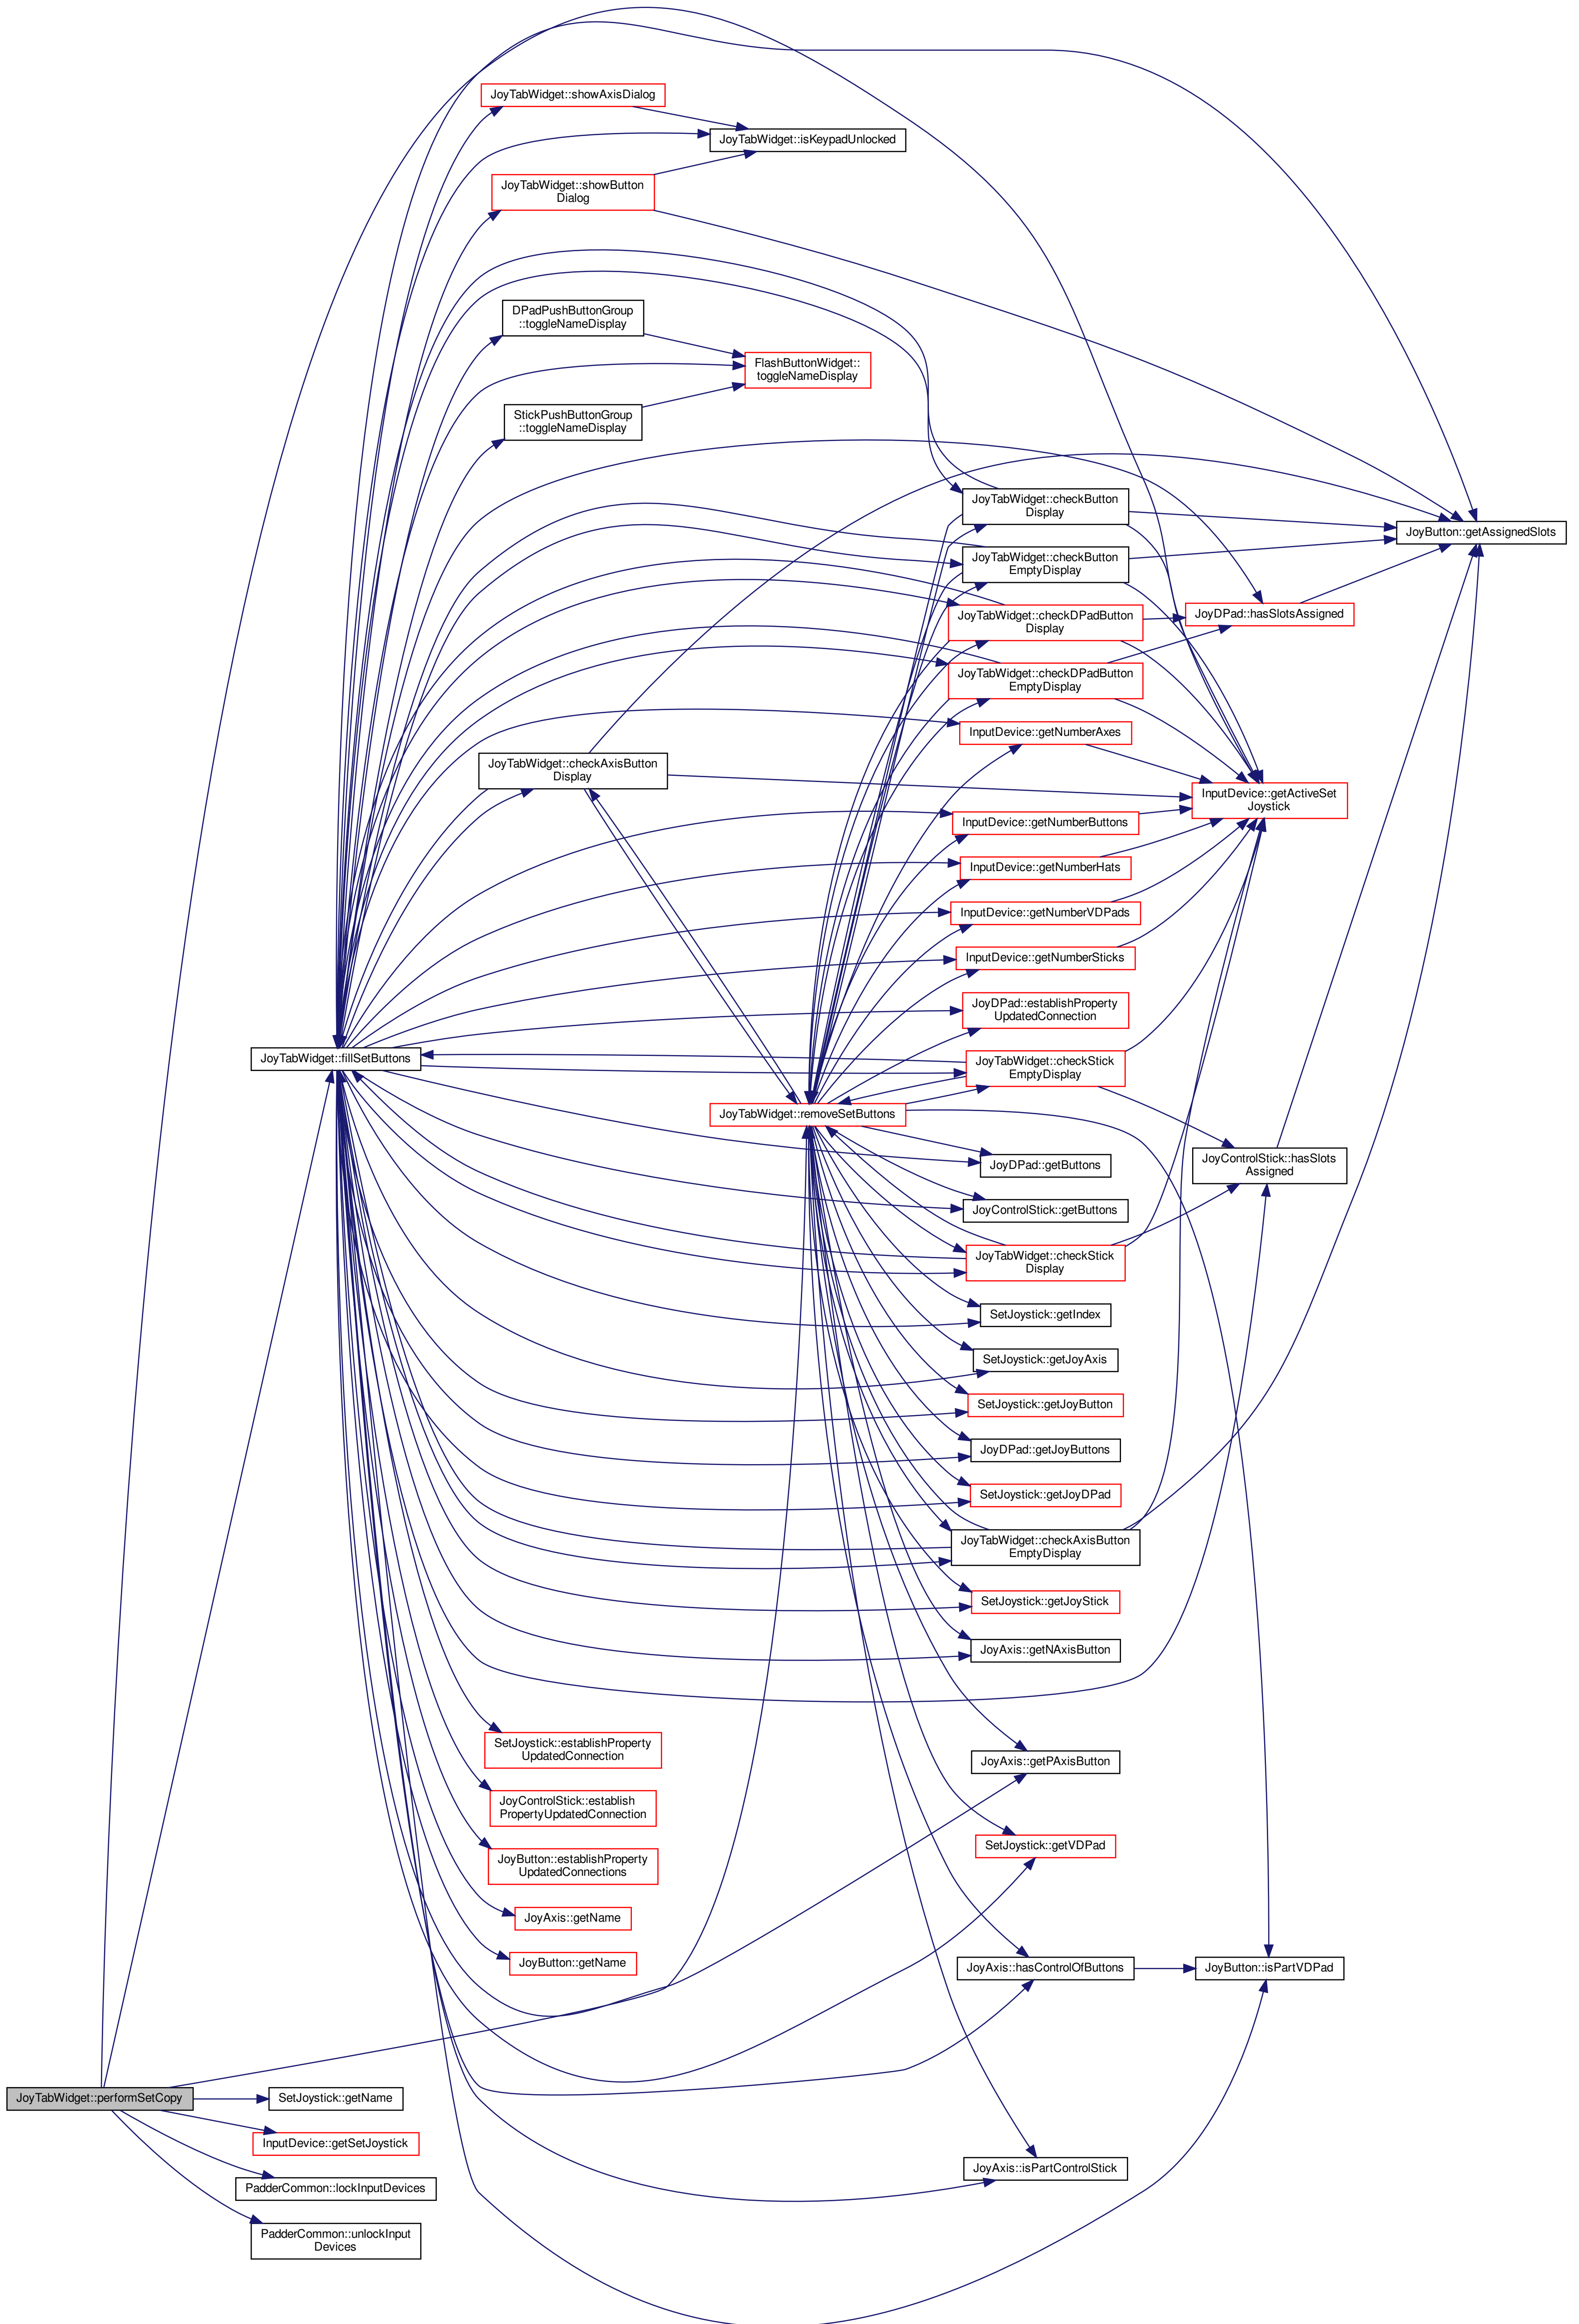 JoyTabWidget::showAxisDialog
JoyTabWidget::isKeypadUnlocked
JoyTabWidget::showButton
Dialog
DPadPushButtonGroup
::toggleNameDisplay
FlashButtonWidget::
toggleNameDisplay
StickPushButtonGroup
::toggleNameDisplay
JoyTabWidget::checkButton
Display
JoyButton::getAssignedSlots
JoyTabWidget::checkButton
EmptyDisplay
JoyTabWidget::checkDPadButton
Display
JoyDPad::hasSlotsAssigned
JoyTabWidget::checkDPadButton
EmptyDisplay
InputDevice::getNumberAxes
JoyTabWidget::checkAxisButton
Display
InputDevice::getActiveSet
Joystick
InputDevice::getNumberButtons
InputDevice::getNumberHats
InputDevice::getNumberVDPads
InputDevice::getNumberSticks
JoyDPad::establishProperty
UpdatedConnection
JoyTabWidget::fillSetButtons
JoyTabWidget::checkStick
EmptyDisplay
JoyTabWidget::removeSetButtons
JoyDPad::getButtons
JoyControlStick::hasSlots
Assigned
JoyControlStick::getButtons
JoyTabWidget::checkStick
Display
SetJoystick::getIndex
SetJoystick::getJoyAxis
SetJoystick::getJoyButton
JoyDPad::getJoyButtons
SetJoystick::getJoyDPad
JoyTabWidget::checkAxisButton
EmptyDisplay
SetJoystick::getJoyStick
JoyAxis::getNAxisButton
SetJoystick::establishProperty
UpdatedConnection
JoyAxis::getPAxisButton
JoyControlStick::establish
PropertyUpdatedConnection
SetJoystick::getVDPad
JoyButton::establishProperty
UpdatedConnections
JoyAxis::getName
JoyButton::getName
JoyAxis::hasControlOfButtons
JoyButton::isPartVDPad
JoyTabWidget::performSetCopy
SetJoystick::getName
InputDevice::getSetJoystick
JoyAxis::isPartControlStick
PadderCommon::lockInputDevices
PadderCommon::unlockInput
Devices